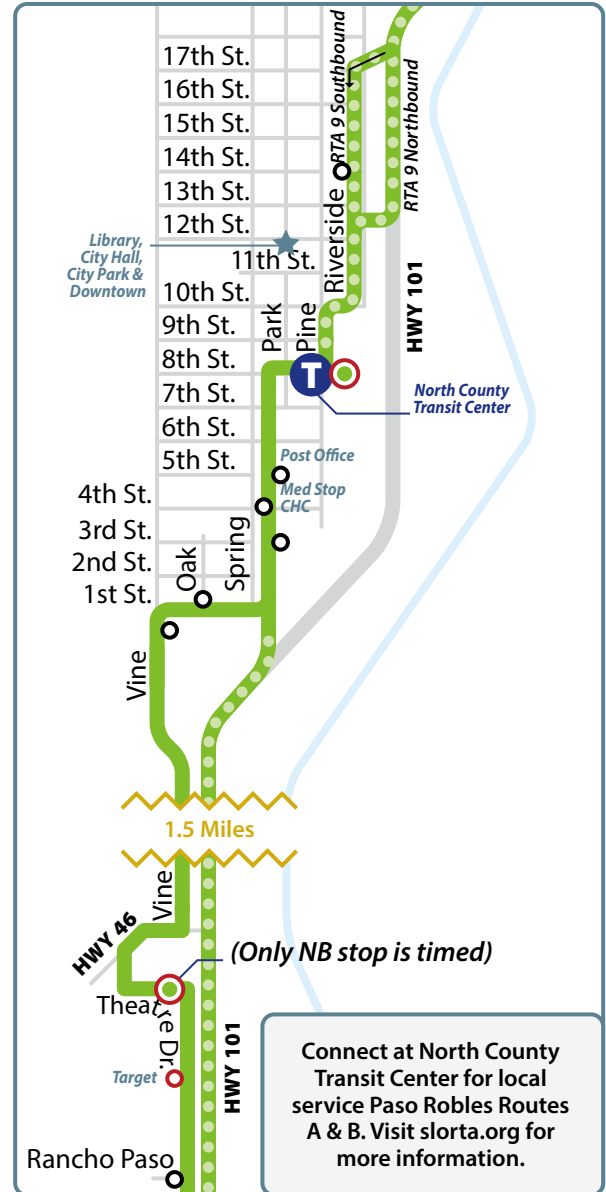 17th St.
16th St.
15th St.
14th St.
13th St.
12th St.
RTA 9 Southbound
RTA 9 Northbound
Riverside
Library,
City Hall,
City Park &
Downtown
11th St.
10th St.
9th St.
8th St.
7th St.
6th St.
5th St.
Park
Pine
HWY 101
T
North County
Transit Center
Post Office
Med Stop
CHC
4th St.
3rd St.
2nd St.
1st St.
Oak
Spring
Vine
1.5 Miles
Vine
HWY 46
(Only NB stop is timed)
Theatre Dr.
HWY 101
Target
Rancho Paso
Connect at North County
Transit Center for local
service Paso Robles Routes
A & B. Visit slorta.org for
more information.